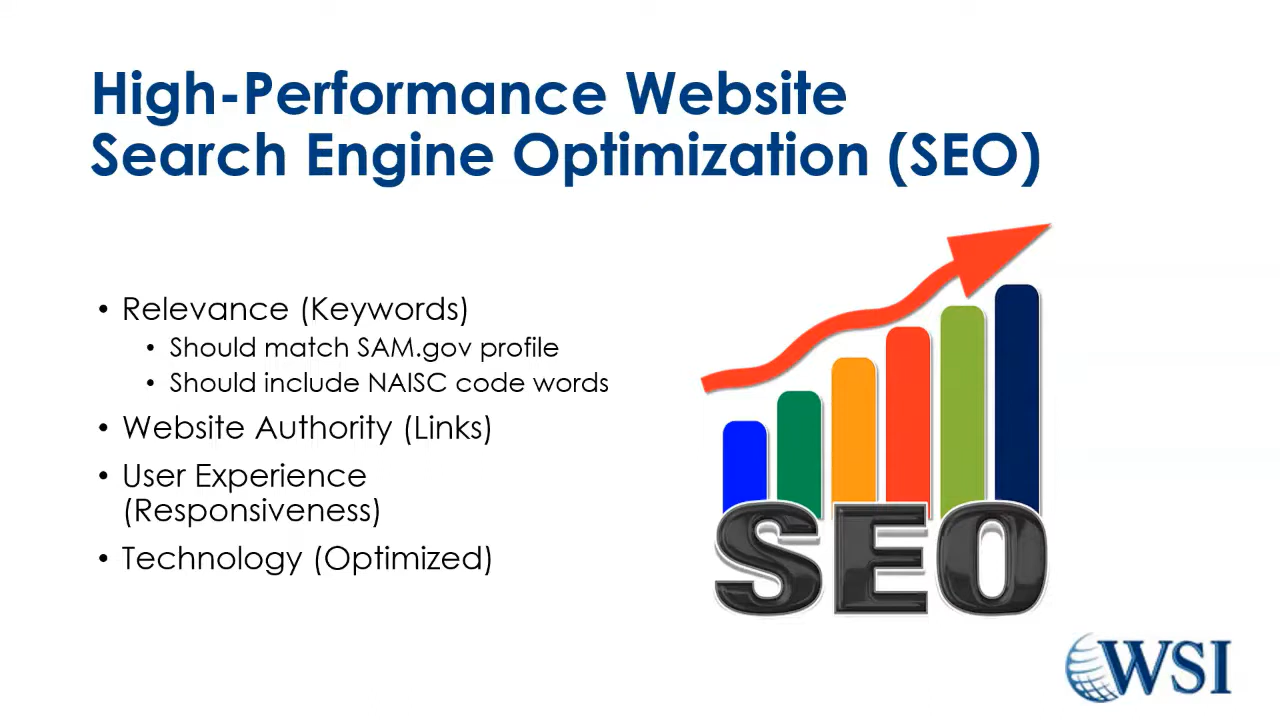 High-Performance Website
Search Engine Optimization (SEO)
• Relevance (Keywords)
• Should match SAM.gov profile
• Should include NAISC code words
• Website Authority (Links)
• User Experience
(Responsiveness)
• Technology (Optimized)
SEO
WSI